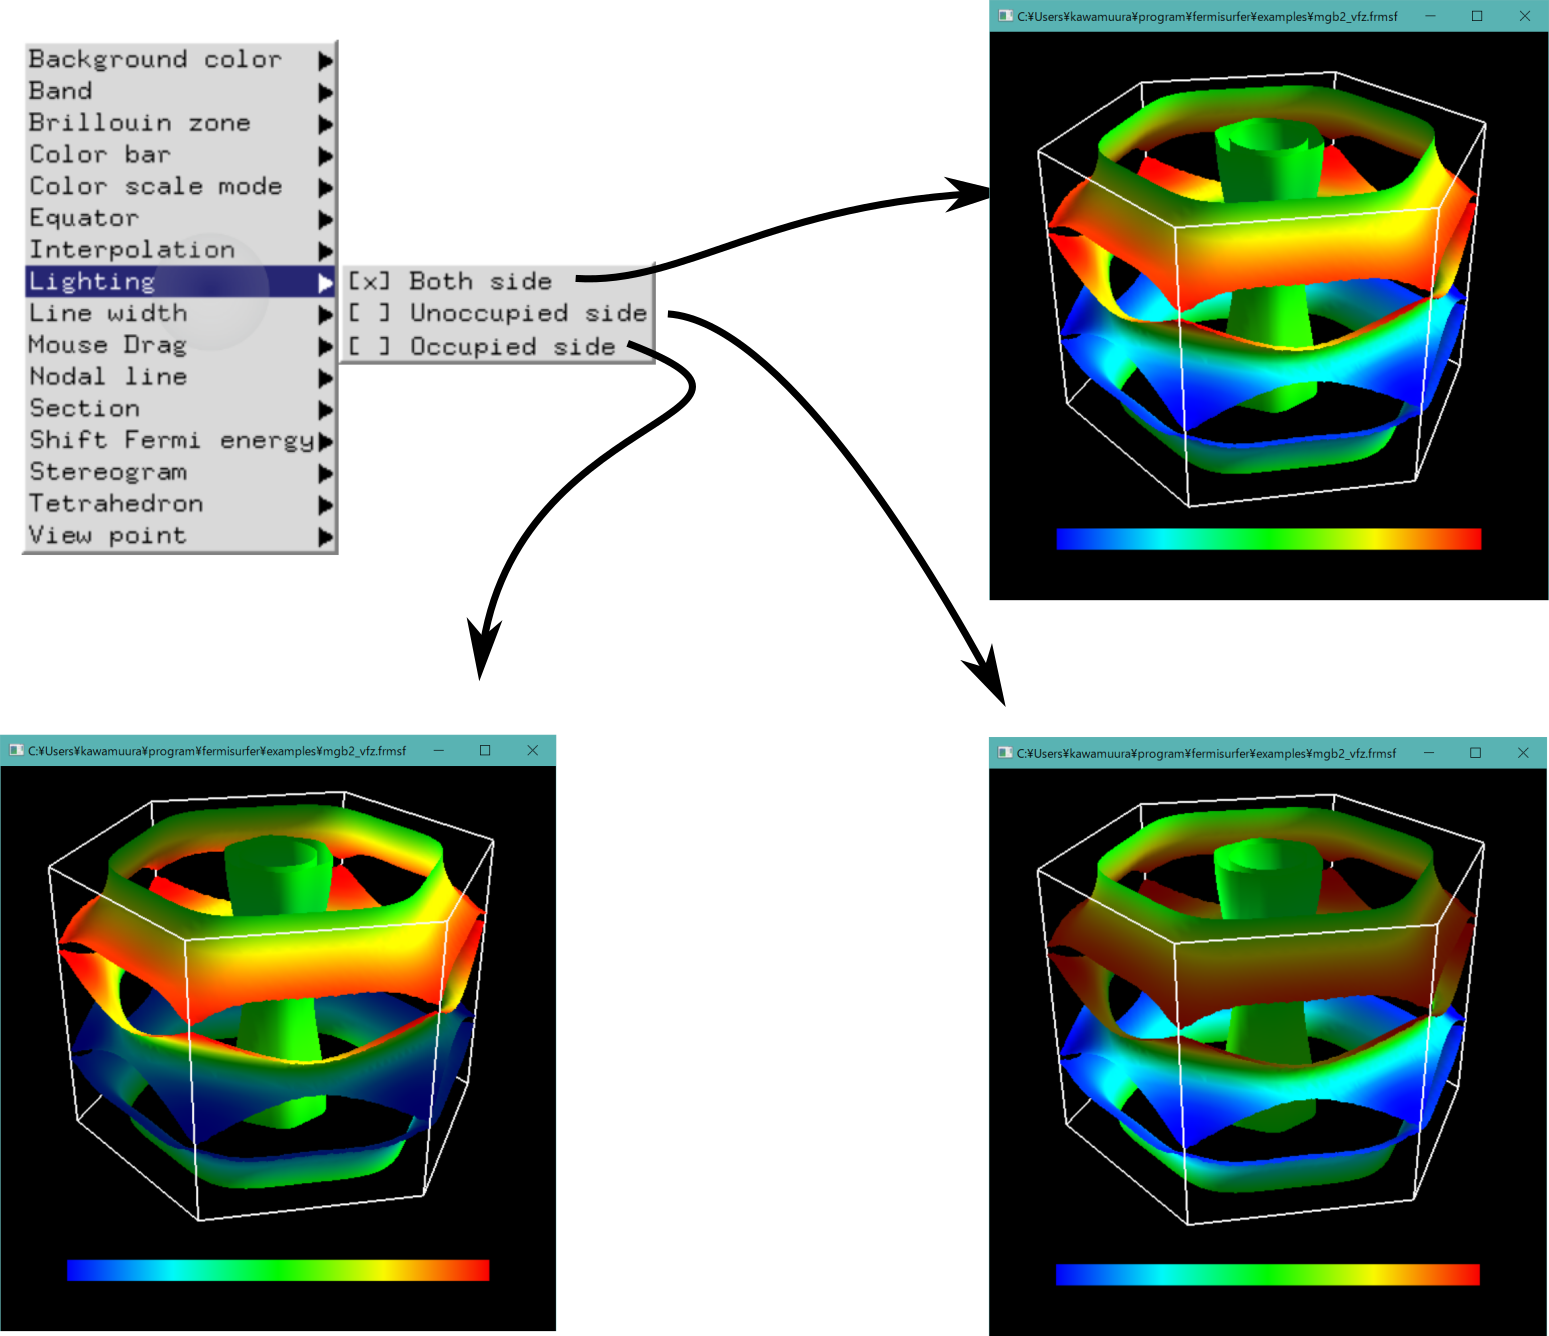 C:¥Users¥kawamuura¥program¥fermisurfer¥examples¥mgb2_vfz.frmsf
Background color
Band
Brillouin zone
Color bar
Color scale mode
Equator
Interpolation
Lighting
[x] Both side
Line width
[ ] Unoccupied side
Mouse Drag
[ ] Occupied side
Nodal line
Section
Shift Fermi energy
Stereogram
Tetrahedron
View point
C:¥Users¥kawamuura¥program¥fermisurfer¥examples¥mgb2_vfz.frmsf
C:¥Users¥kawamuura¥program¥fermisurfer¥examples¥mgb2_vfz.frmsf